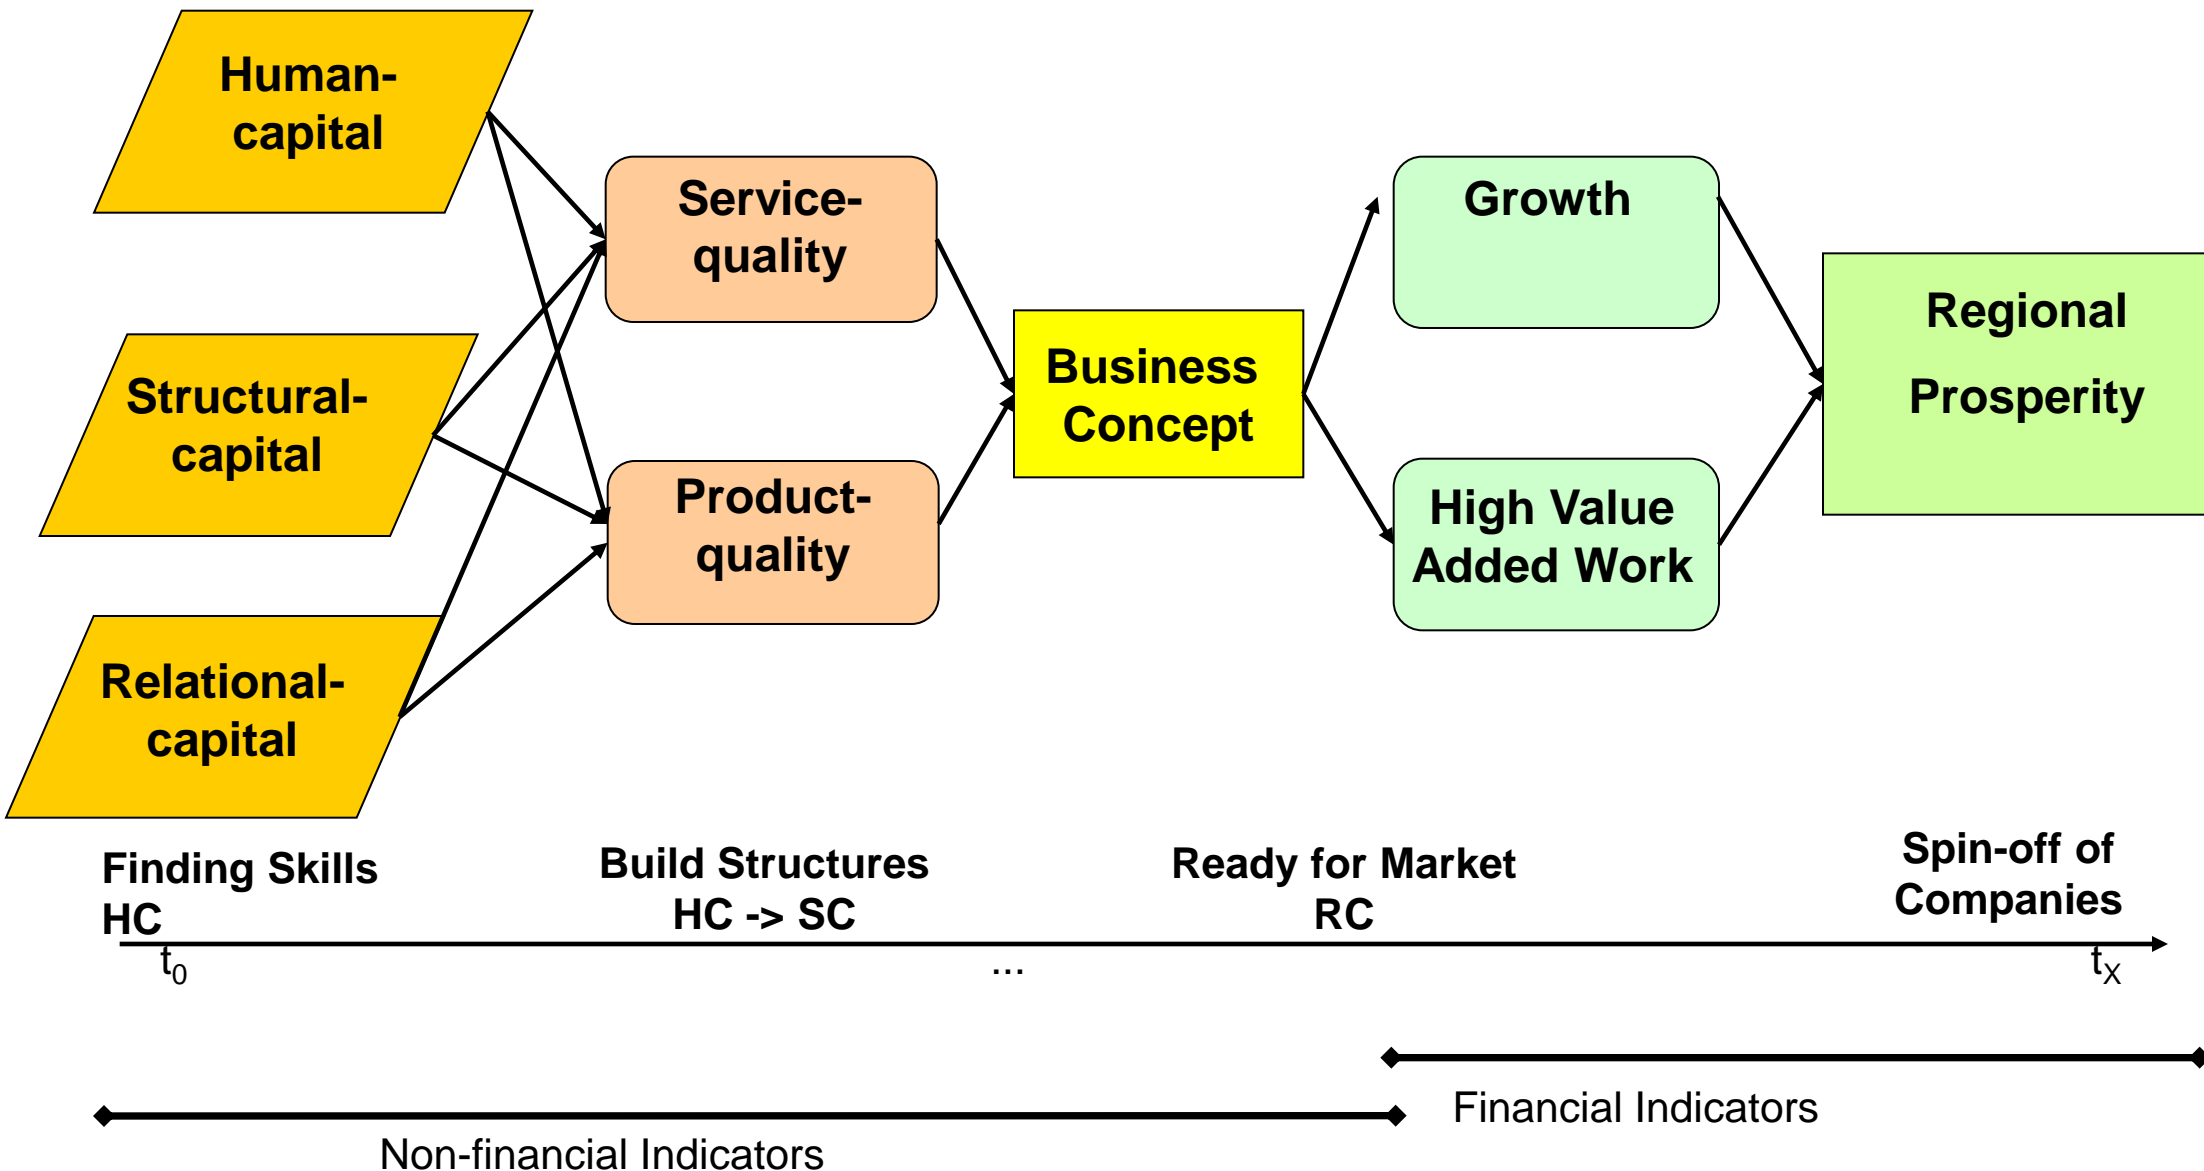 Human-
capital
Service-
quality
Growth
Structural-
capital
Business
Concept
Regional
Prosperity
Product-
quality
High Value
Added Work
Relational-
capital
Finding Skills
HC
Build Structures
HC -> SC
Ready for Market
RC
Spin-off of
Companies
t0
...
tX
Financial Indicators
Non-financial Indicators